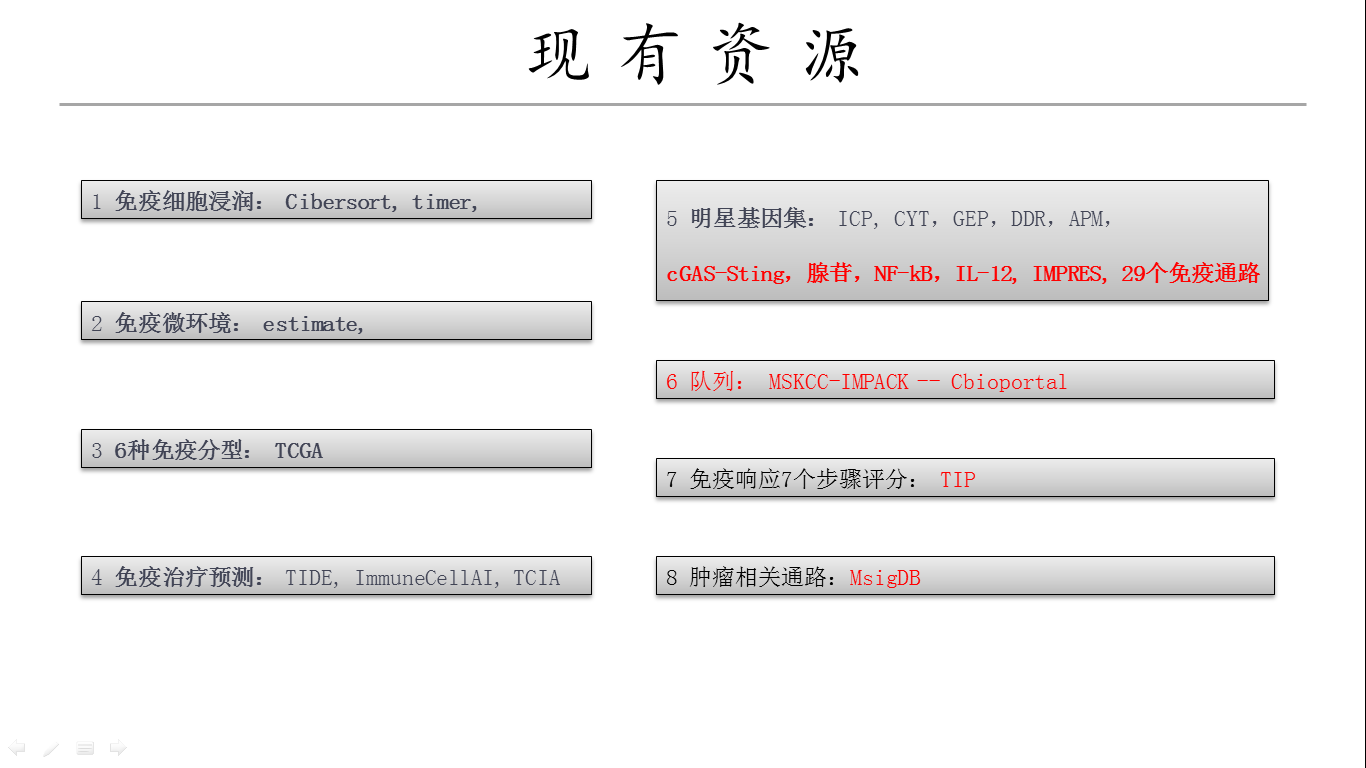 现有资源
1 免疫细胞浸润： Cibersort, timer,
2 免疫微环境： estimate,
3 6种免疫分型： TCGA
4 免疫治疗预测： TIDE, ImmuneCellAI, TCIA
5 明星基因集： ICP, CYT，GEP，DDR，APM，
cGAS-Sting，腺苷，NF-kB，IL-12, IMPRES, 29个免疫通路
6 队列： MSKCC-IMPACK -- Cbioportal
7 免疫响应7个步骤评分： TIP
8 肿瘤相关通路：MsigDB